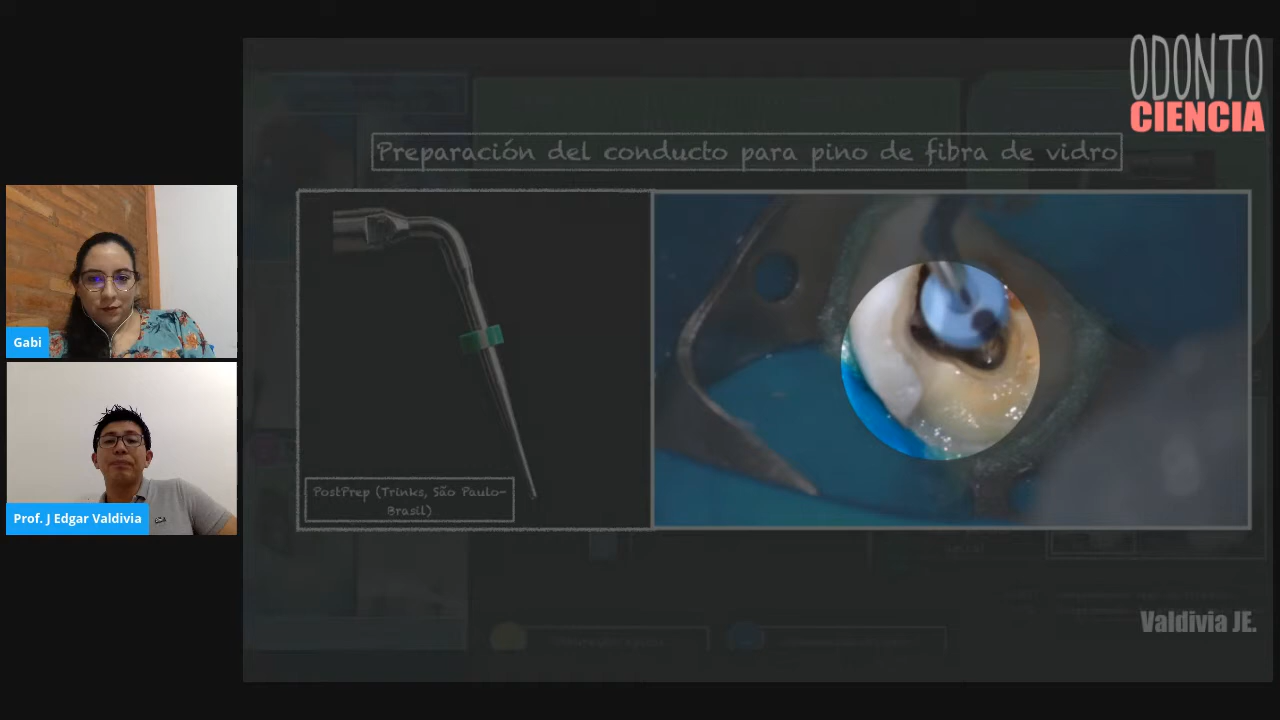 ODONTO
CIENCIA
Preparación del conducto para pino de fibra de vidro
PostPrep (Trinks, São Paulo-
Brasil)
Gabi
Prof. J Edgar Valdivia
Valdivia JE.